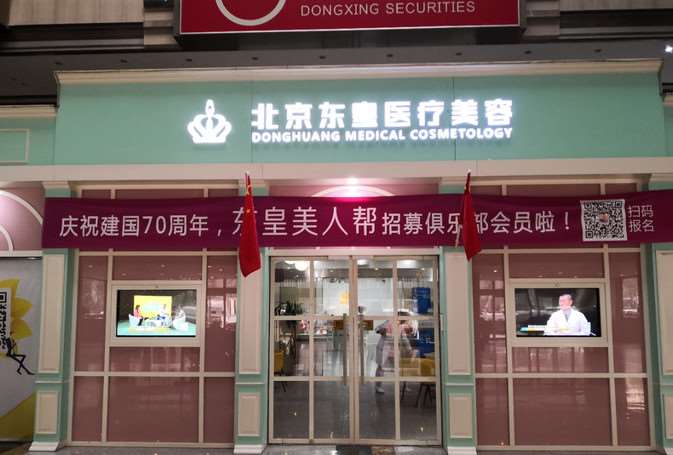 DONGXING SECURITIES
北京东皇医疗美容
DONGHUANG MEDICAL COSMETOLOGY
庆祝建国70周年，东皇美人帮招募俱乐部会员啦！
扫码
报名